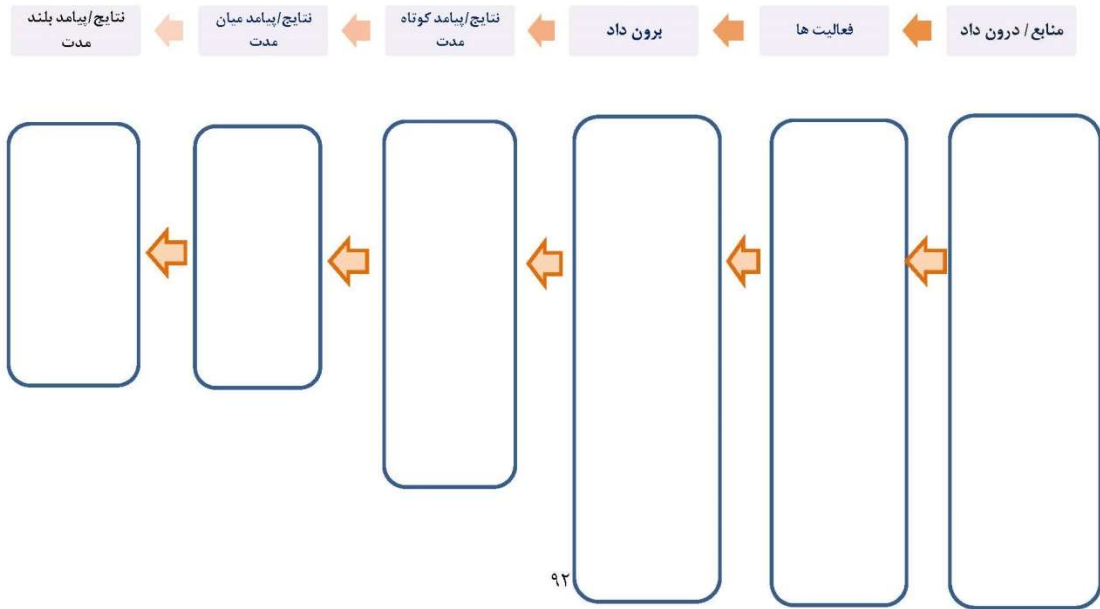 منابع / درون داد
فعالیت ها
برون داد
نتایج/پیامد کوتاه
مدت
نتایج/پیامد میان
مدت
نتایج/پیامد بلند
مدت
۹۲